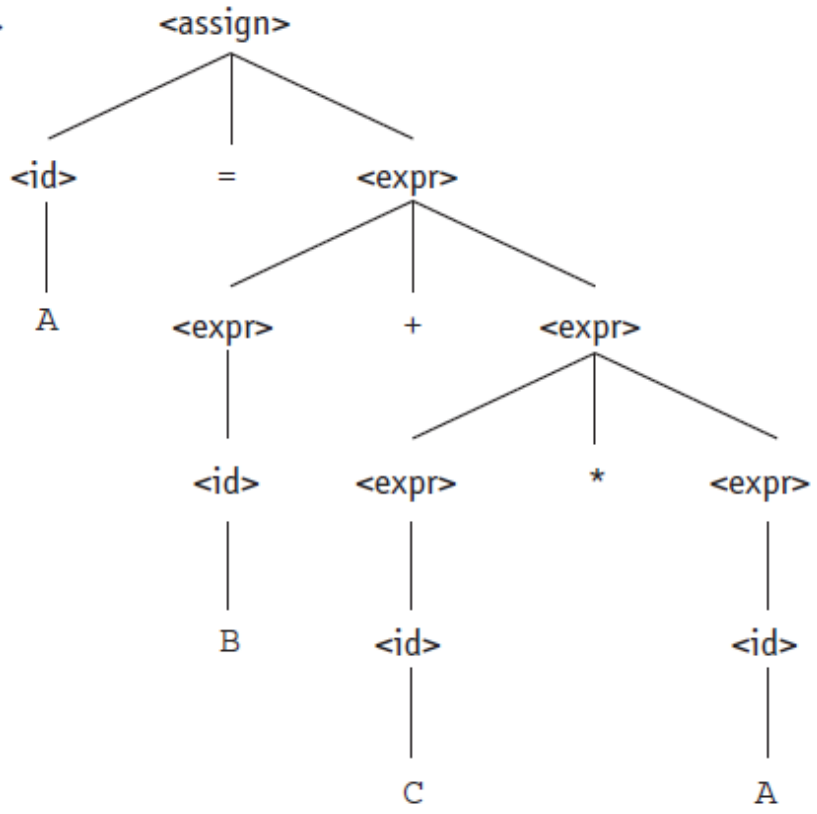 <assign>
<id> = <expr>
A <expr> + <expr>
<id> <expr> * <expr>
B <id> <id>
C A